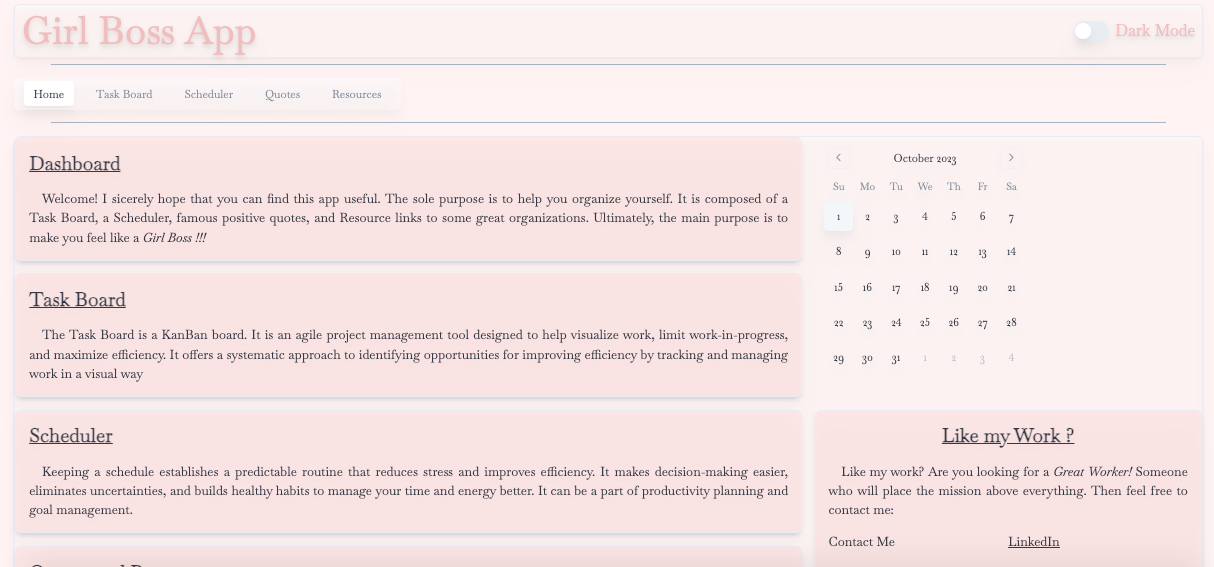 Girl Boss App
Dark Mode
Home Task Board Scheduler Quotes Resources
Dashboard
Welcome! I sicerely hope that you can find this app useful. The sole purpose is to help you organize yourself. It is composed of a
Task Board, a Scheduler, famous positive quotes, and Resource links to some great organizations. Ultimately, the main purpose is to
make you feel like a Girl Boss !!!
Task Board
The Task Board is a KanBan board. It is an agile project management tool designed to help visualize work, limit work-in-progress,
and maximize efficiency. It offers a systematic approach to identifying opportunities for improving efficiency by tracking and managing
work in a visual way
Scheduler
Keeping a schedule establishes a predictable routine that reduces stress and improves efficiency. It makes decision-making easier,
eliminates uncertainties, and builds healthy habits to manage your time and energy better. It can be a part of productivity planning and
goal management.
October 2023
Su Mo Tu We Th Fr Sa
1 2 3 4 5 6 7
8 9 10 11 12 13 14
15 16 17 18 19 20 21
22 23 24 25 26 27 28
29 30 31 1 2 3 4
Like my Work ?
Like my work? Are you looking for a Great Worker! Someone
who will place the mission above everything. Then feel free to
contact me:
Contact Me LinkedIn